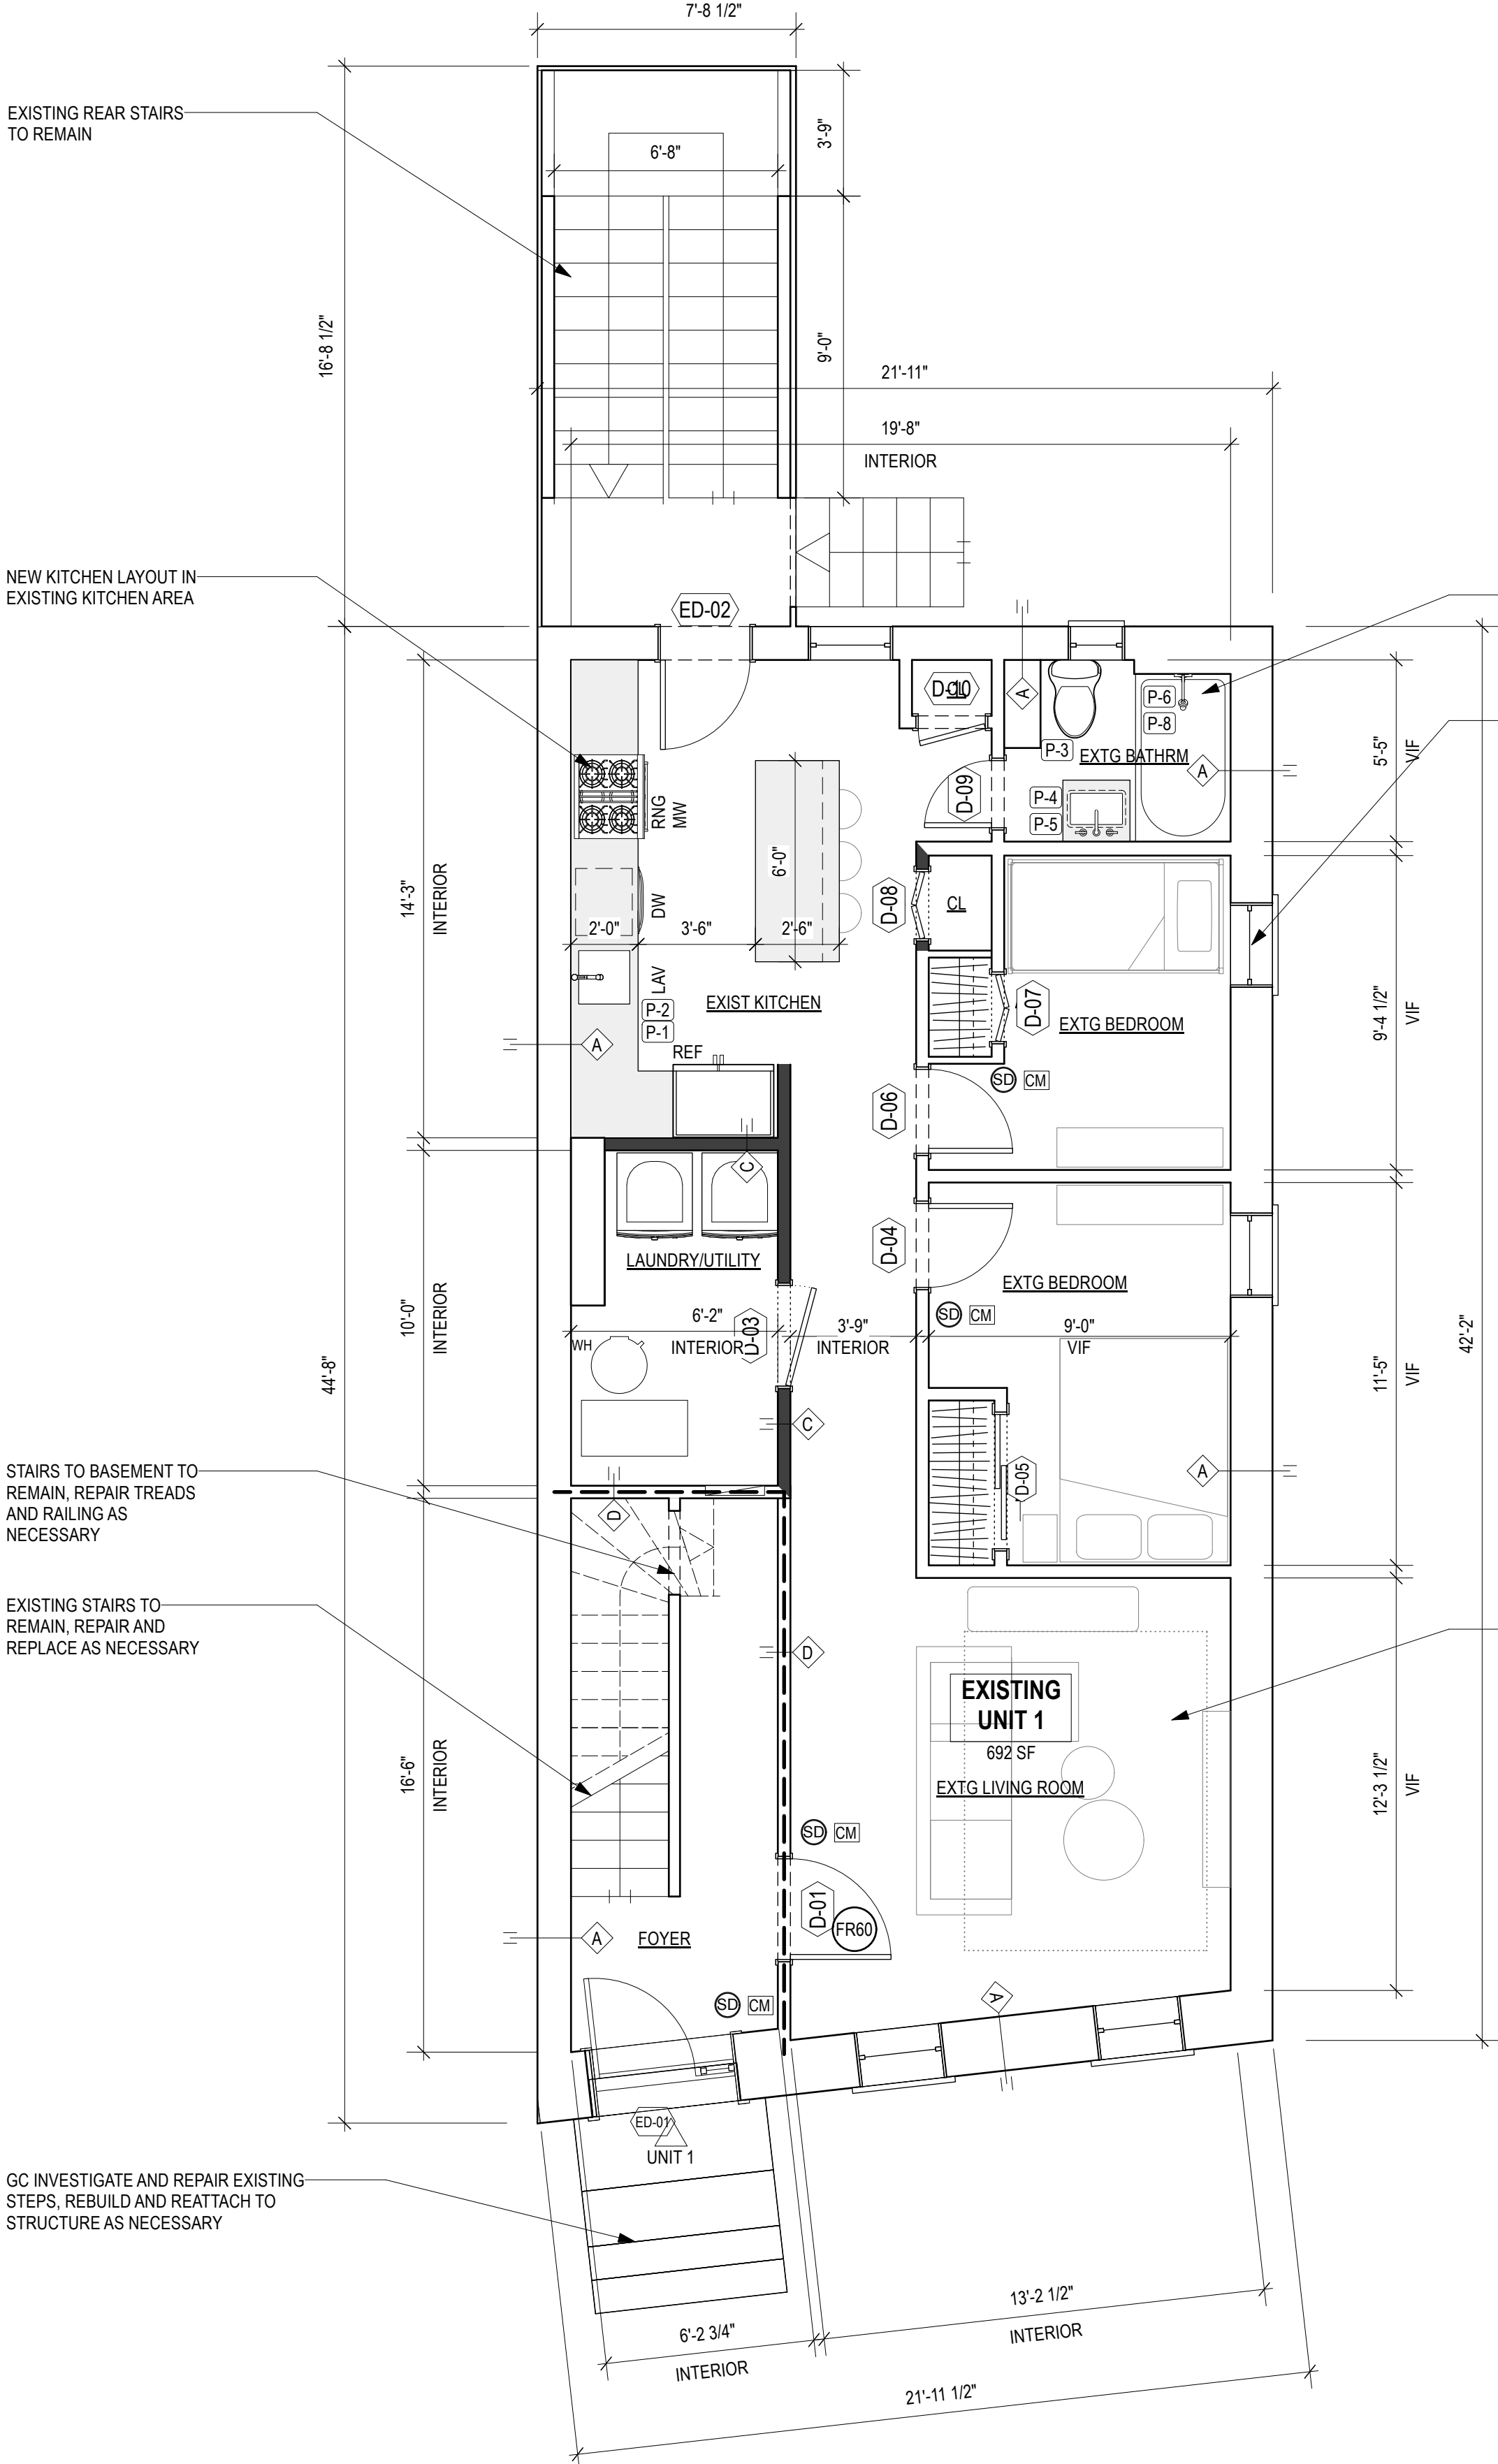 7'-8 1/2"
EXISTING REAR STAIRS
TO REMAIN
3'-9"
6'-8"
16'-8 1/2"
9'-0"
21'-11"
19'-8"
INTERIOR
NEW KITCHEN LAYOUT IN
EXISTING KITCHEN AREA
ED-02
D-10
CL
A
P-6
P-8
P-3
EXTG BATHRM
A
5'-5"
VIF
D-09
P-4
P-5
RNG
MW
6'-0"
14'-3"
INTERIOR
DW
2'-0"
3'-6"
2'-6"
D-08
CL
LAV
P-2
P-1
EXIST KITCHEN
REF
A
D-07
EXTG BEDROOM
9'-4 1/2"
VIF
SD
CM
D-06
C
D-04
LAUNDRY/UTILITY
EXTG BEDROOM
10'-0"
INTERIOR
6'-2"
INTERIOR
D-03
3'-9"
INTERIOR
SD
CM
9'-0"
VIF
WH
44'-8"
42'-2"
11'-5"
VIF
C
STAIRS TO BASEMENT TO
REMAIN, REPAIR TREADS
AND RAILING AS
NECESSARY
D
D-05
A
EXISTING STAIRS TO
REMAIN, REPAIR AND
REPLACE AS NECESSARY
D
EXISTING
UNIT 1
692 SF
EXTG LIVING ROOM
16'-6"
INTERIOR
12'-3 1/2"
VIF
SD
CM
D-01
FR60
A
FOYER
SD
CM
A
ED-01
UNIT 1
GC INVESTIGATE AND REPAIR EXISTING
STEPS, REBUILD AND REATTACH TO
STRUCTURE AS NECESSARY
13'-2 1/2"
INTERIOR
6'-2 3/4"
INTERIOR
21'-11 1/2"